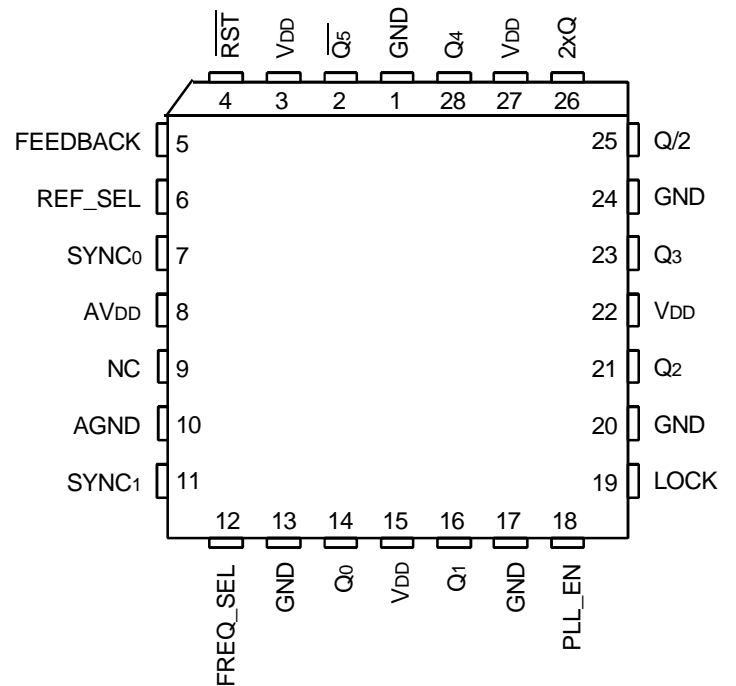 R̅S̅T̅ VDD Q̅5 GND Q4 VDD 2xQ
4 3 2 1 28 27 26
FEEDBACK 5 25 Q/2
REF_SEL 6 24 GND
SYNC0 7 23 Q3
AVDD 8 22 VDD
NC 9 21 Q2
AGND 10 20 GND
SYNC1 11 19 LOCK
12 13 14 15 16 17 18
FREQ_SEL GND Q0 VDD Q1 GND PLL_EN